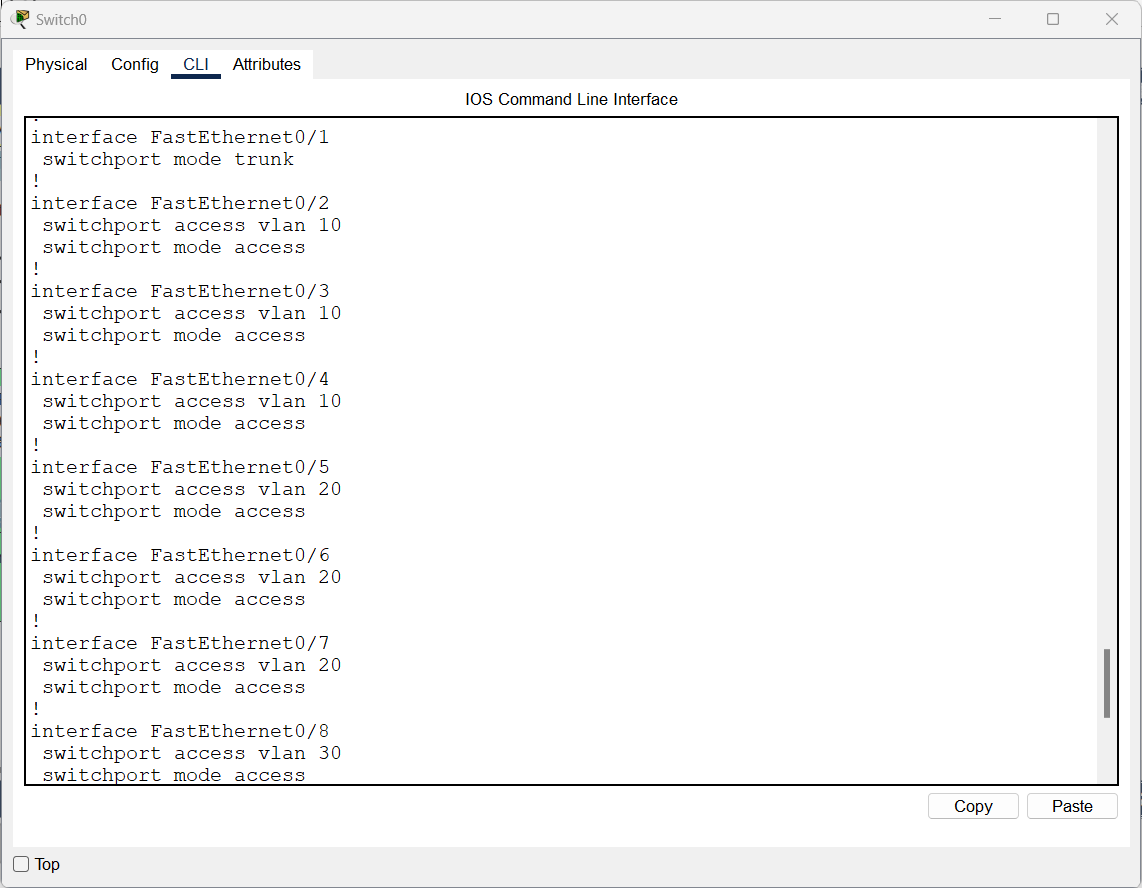 Switch0
Physical Config CLI Attributes
IOS Command Line Interface
!
interface FastEthernet0/1
 switchport mode trunk
!
interface FastEthernet0/2
 switchport access vlan 10
 switchport mode access
!
interface FastEthernet0/3
 switchport access vlan 10
 switchport mode access
!
interface FastEthernet0/4
 switchport access vlan 10
 switchport mode access
!
interface FastEthernet0/5
 switchport access vlan 20
 switchport mode access
!
interface FastEthernet0/6
 switchport access vlan 20
 switchport mode access
!
interface FastEthernet0/7
 switchport access vlan 20
 switchport mode access
!
interface FastEthernet0/8
 switchport access vlan 30
 switchport mode access
Copy Paste
Top